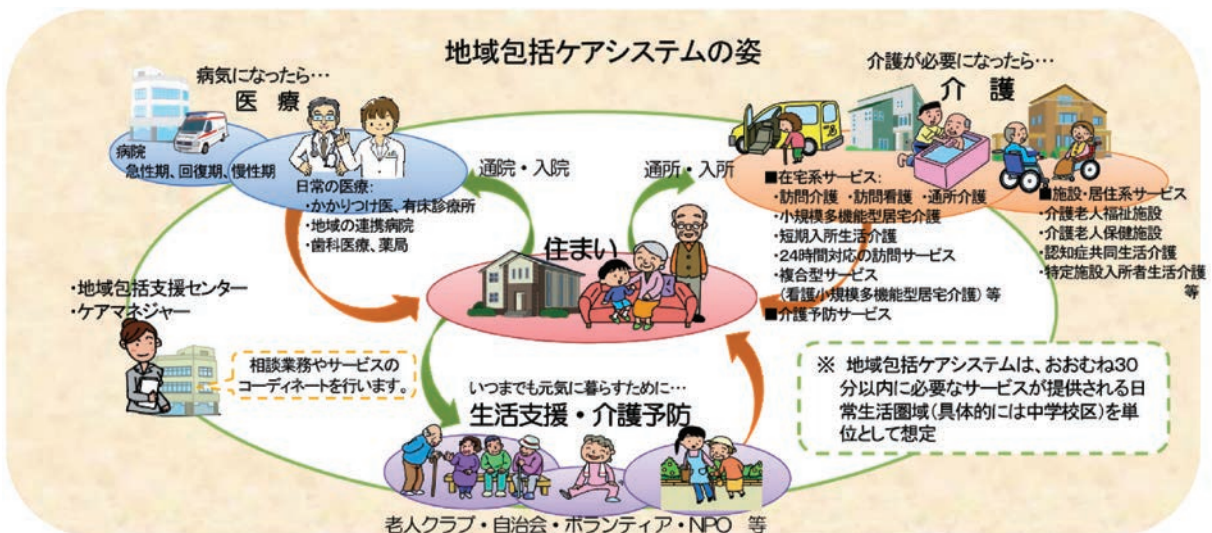 地域包括ケアシステムの姿
病気になったら…
医 療
病院
急性期、回復期、慢性期
日常の医療:
・かかりつけ医、有床診療所
・地域の連携病院
・歯科医療、薬局
通院・入院
通所・入所
介護が必要になったら…
介 護
■在宅系サービス:
・訪問介護 ・訪問看護 ・通所介護
・小規模多機能型居宅介護
・短期入所生活介護
・24時間対応の訪問サービス
・複合型サービス
(看護小規模多機能型居宅介護)等
■介護予防サービス
■施設・居住系サービス
・介護老人福祉施設
・介護老人保健施設
・認知症共同生活介護
・特定施設入所者生活介護
等
住まい
・地域包括支援センター
・ケアマネジャー
相談業務やサービスの
コーディネートを行います。
いつまでも元気に暮らすために…
生活支援・介護予防
老人クラブ・自治会・ボランティア・NPO 等
※ 地域包括ケアシステムは、おおむね30
分以内に必要なサービスが提供される日
常生活圏域(具体的には中学校区)を単
位として想定